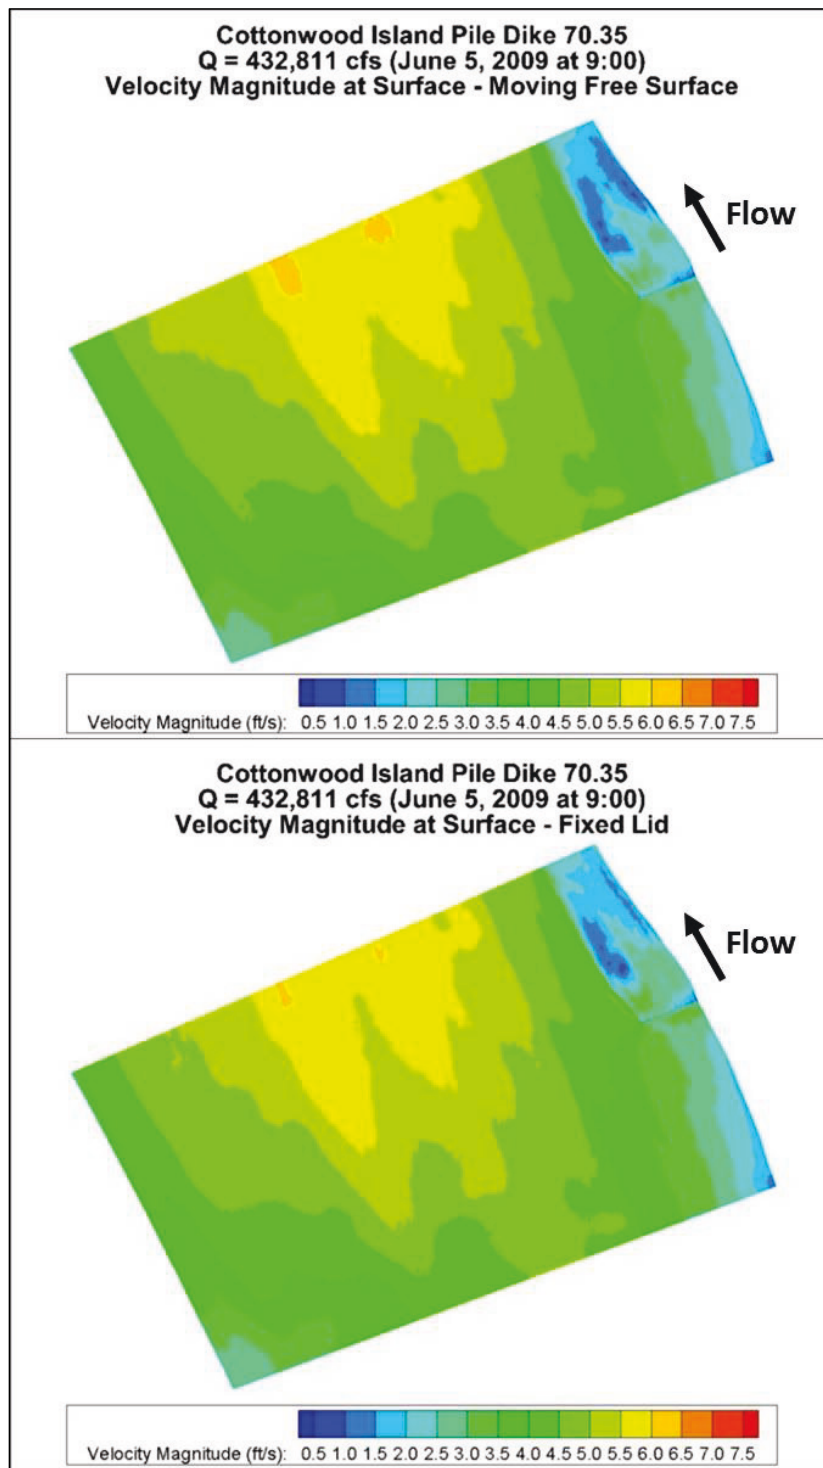 Cottonwood Island Pile Dike 70.35
Q = 432,811 cfs (June 5, 2009 at 9:00)
Velocity Magnitude at Surface - Moving Free Surface
Flow
Velocity Magnitude (ft/s): 0.5 1.0 1.5 2.0 2.5 3.0 3.5 4.0 4.5 5.0 5.5 6.0 6.5 7.0 7.5
Cottonwood Island Pile Dike 70.35
Q = 432,811 cfs (June 5, 2009 at 9:00)
Velocity Magnitude at Surface - Fixed Lid
Flow
Velocity Magnitude (ft/s): 0.5 1.0 1.5 2.0 2.5 3.0 3.5 4.0 4.5 5.0 5.5 6.0 6.5 7.0 7.5